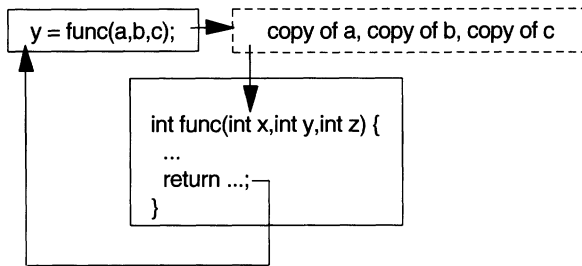 y = func(a,b,c);
copy of a, copy of b, copy of c
int func(int x,int y,int z) {
...
return ...;
}